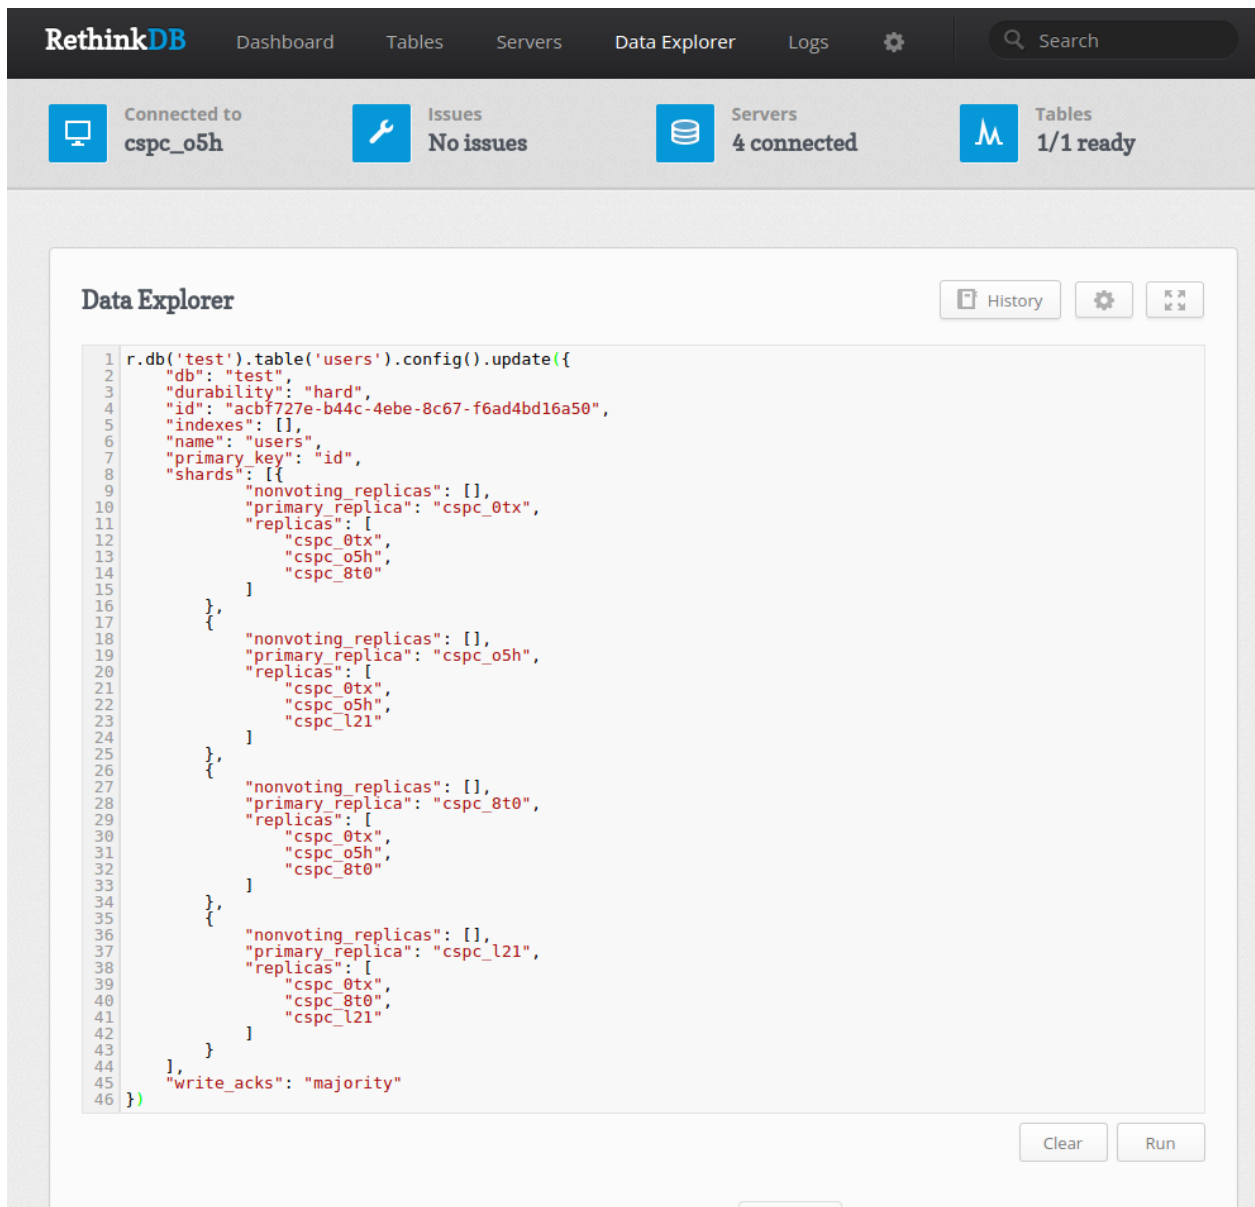 RethinkDB Dashboard Tables Servers Data Explorer Logs Search
Connected to
cspc_o5h
Issues
No issues
Servers
4 connected
Tables
1/1 ready
Data Explorer
History
1 r.db('test').table('users').config().update({
2 "db": "test",
3 "durability": "hard",
4 "id": "acbf727e-b44c-4ebe-8c67-f6ad4bd16a50",
5 "indexes": [],
6 "name": "users",
7 "primary_key": "id",
8 "shards": [{
9 "nonvoting_replicas": [],
10 "primary_replica": "cspc_0tx",
11 "replicas": [
12 "cspc_0tx",
13 "cspc_o5h",
14 "cspc_8t0"
15 ]
16 },
17 {
18 "nonvoting_replicas": [],
19 "primary_replica": "cspc_o5h",
20 "replicas": [
21 "cspc_0tx",
22 "cspc_o5h",
23 "cspc_l21"
24 ]
25 },
26 {
27 "nonvoting_replicas": [],
28 "primary_replica": "cspc_8t0",
29 "replicas": [
30 "cspc_0tx",
31 "cspc_o5h",
32 "cspc_8t0"
33 ]
34 },
35 {
36 "nonvoting_replicas": [],
37 "primary_replica": "cspc_l21",
38 "replicas": [
39 "cspc_0tx",
40 "cspc_8t0",
41 "cspc_l21"
42 ]
43 }
44 ],
45 "write_acks": "majority"
46 })
Clear Run